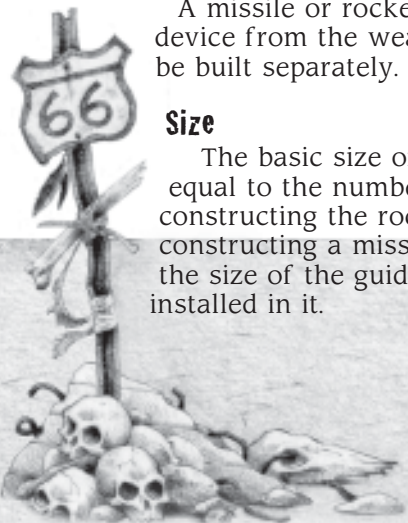 A missile or rocke
device from the wea
be built separately.
66
Size
The basic size o
equal to the numbe
constructing the roc
constructing a miss
the size of the guid
installed in it.